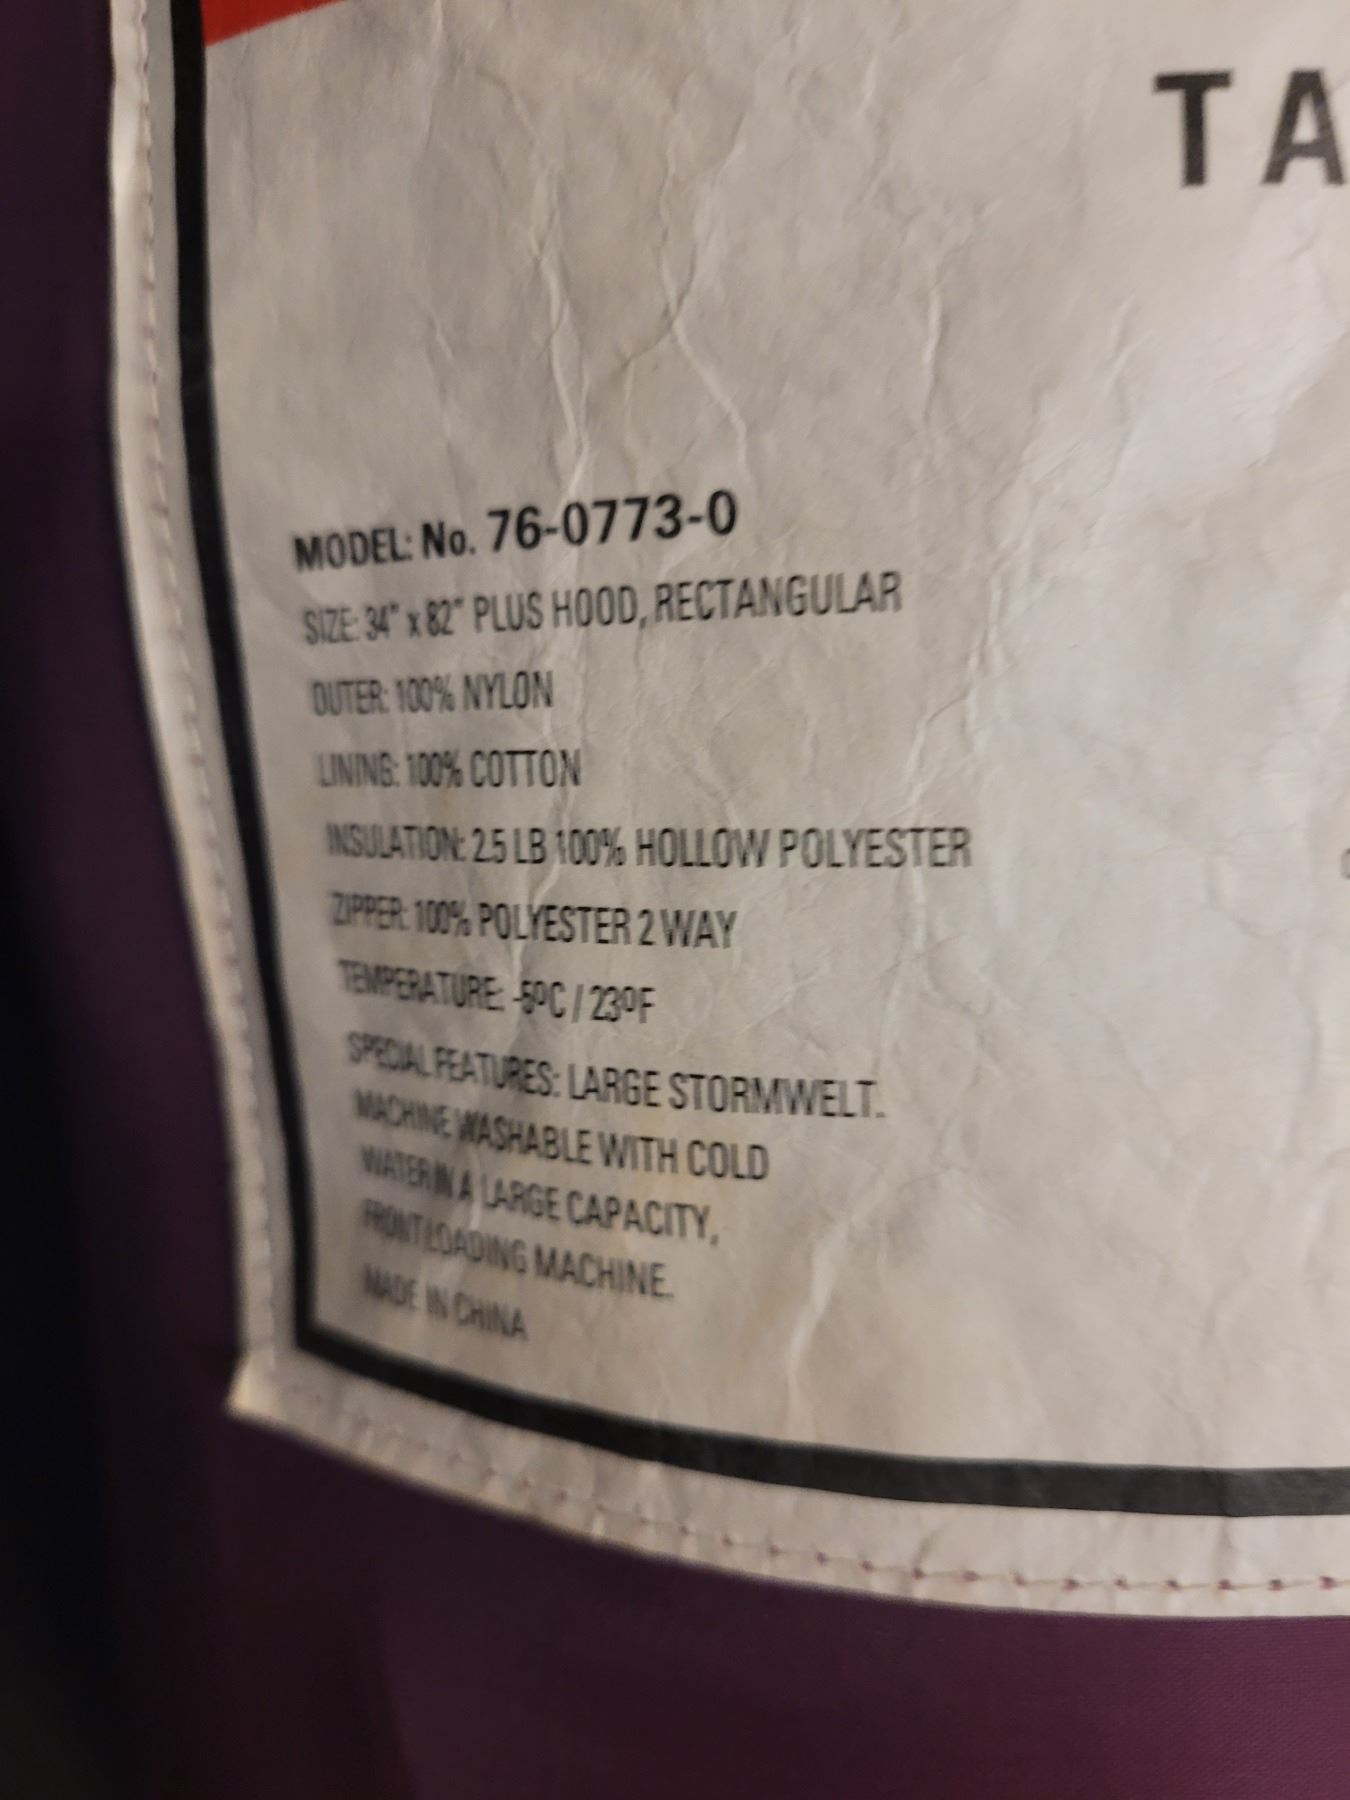 TA
MODEL: No. 76-0773-0
SIZE: 34" x 82" PLUS HOOD, RECTANGULAR
OUTER: 100% NYLON
LINING: 100% COTTON
INSULATION: 2.5 LB 100% HOLLOW POLYESTER
ZIPPER: 100% POLYESTER 2 WAY
TEMPERATURE: -5ºC / 23ºF
SPECIAL FEATURES: LARGE STORMWELT.
MACHINE WASHABLE WITH COLD
WATER IN A LARGE CAPACITY,
FRONT LOADING MACHINE.
MADE IN CHINA